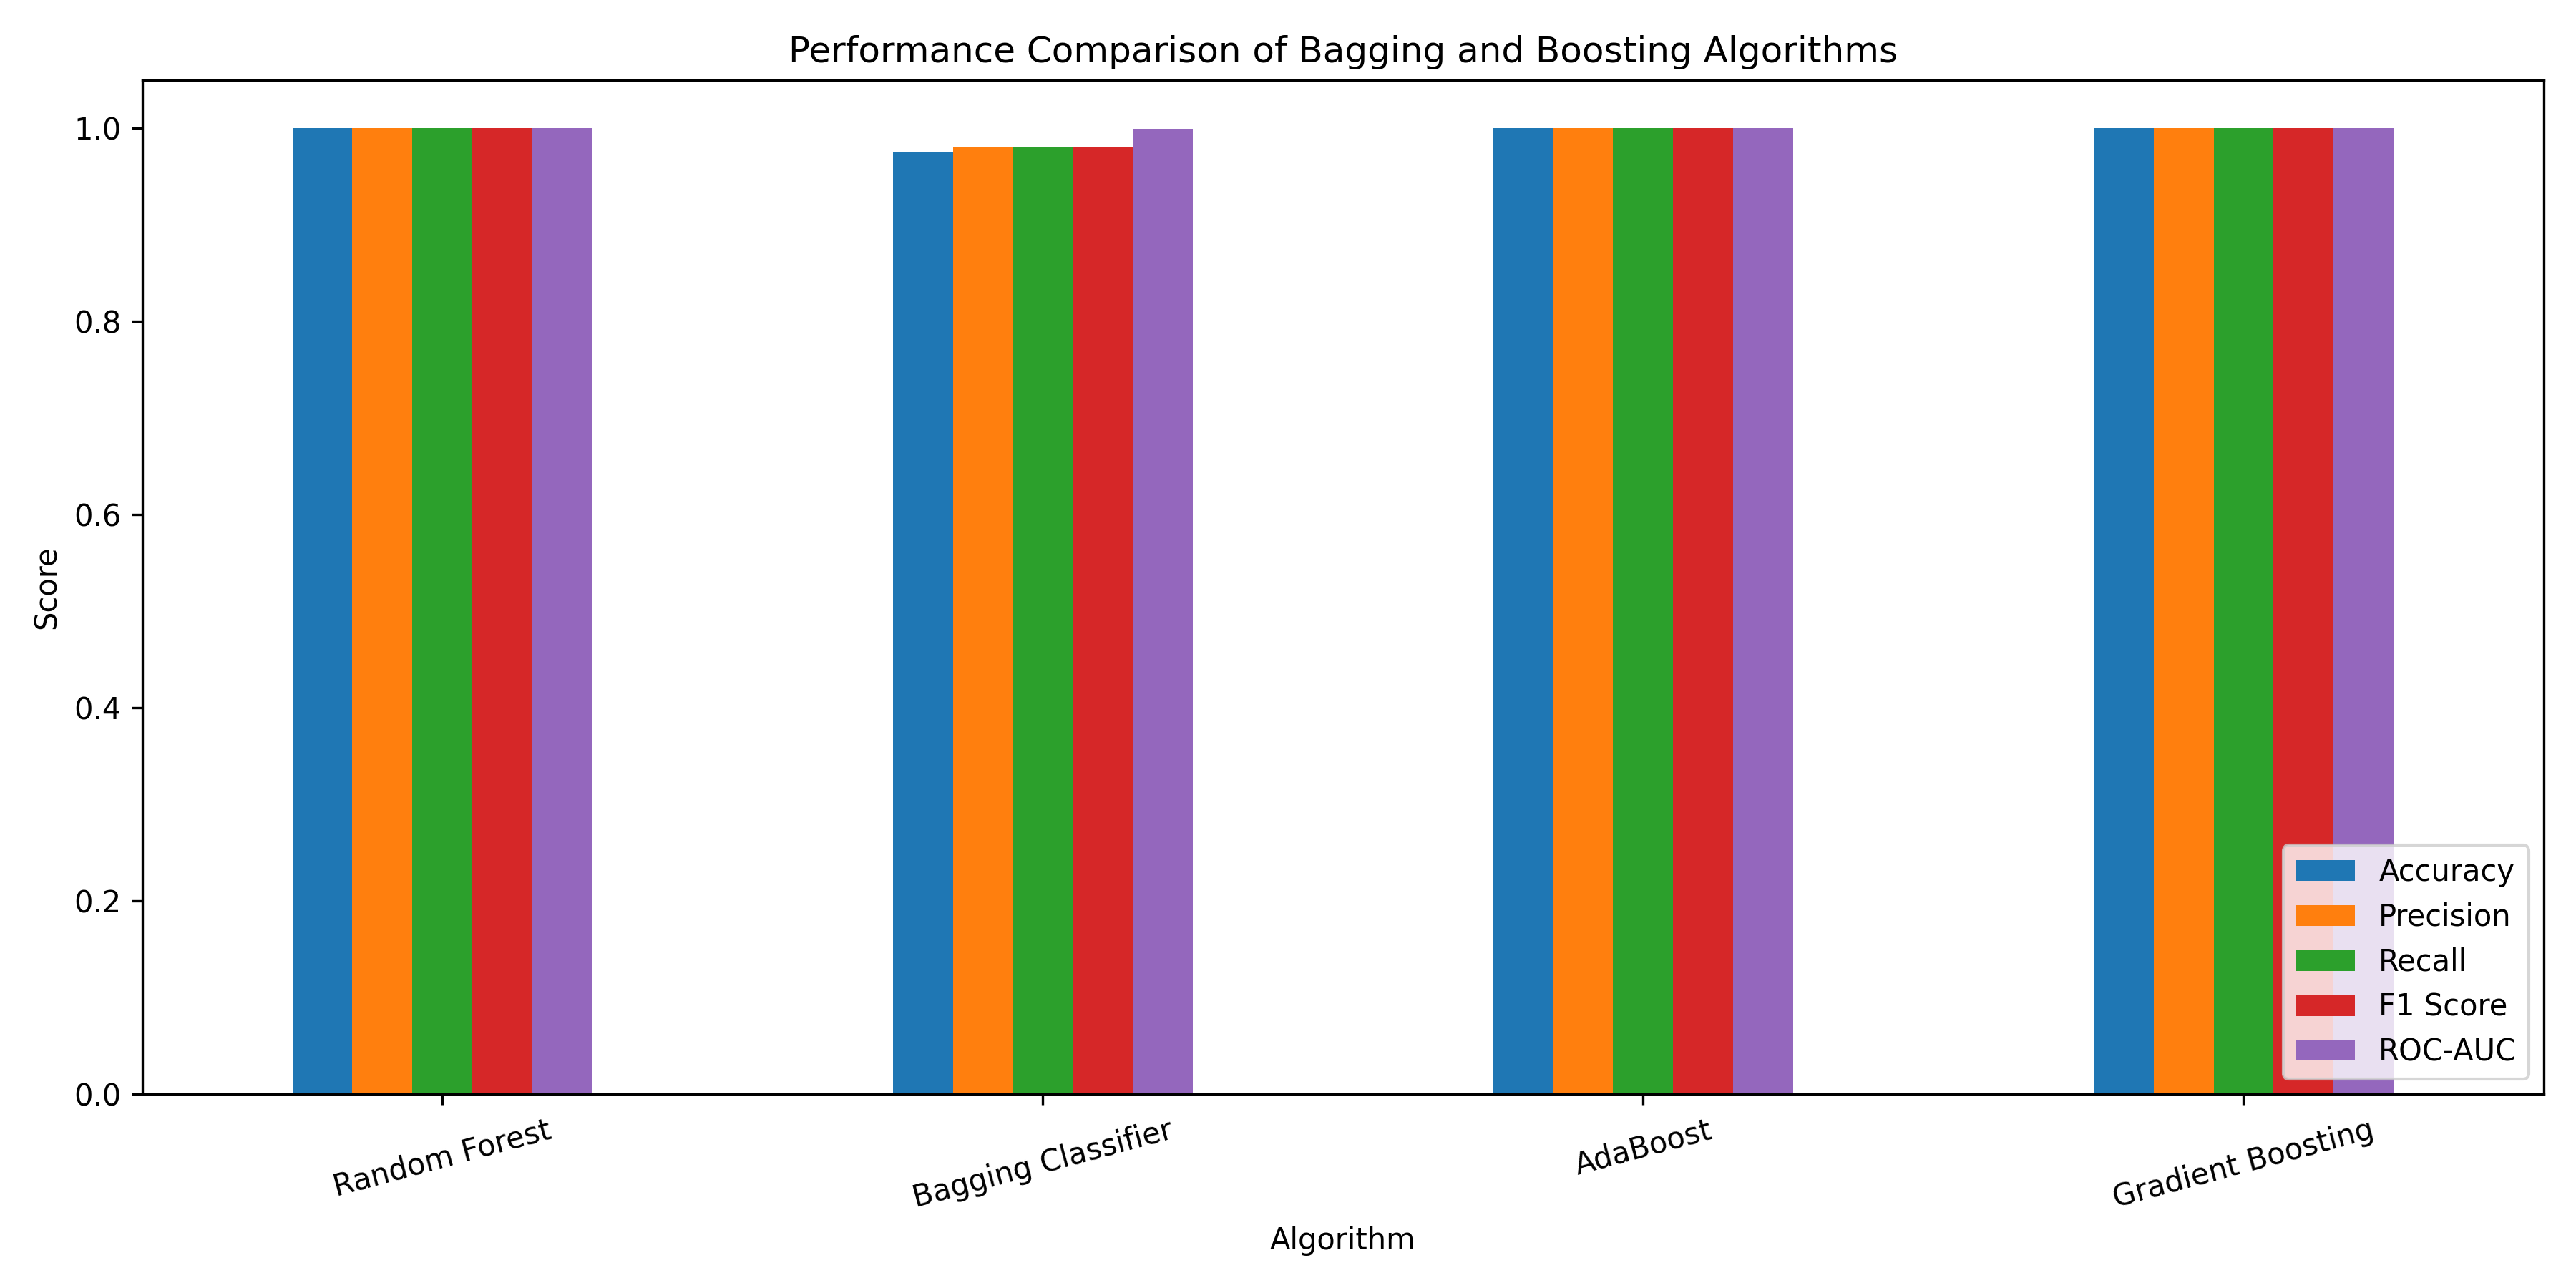 Performance Comparison of Bagging and Boosting Algorithms
1.0
0.8
0.6
0.4
0.2
0.0
Score
Random Forest
Bagging Classifier
AdaBoost
Gradient Boosting
Algorithm
Accuracy
Precision
Recall
F1 Score
ROC-AUC